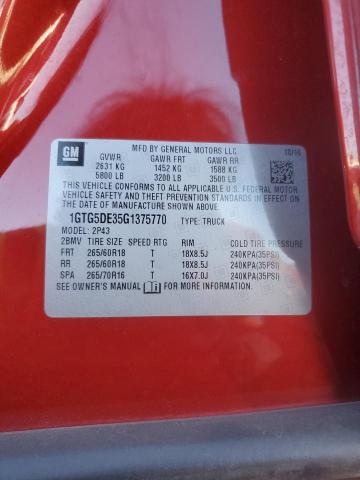 GM MFD BY GENERAL MOTORS LLC 10/16
GVWR GAWR FRT GAWR RR
2631 KG 1452 KG 1588 KG
5800 LB 3200 LB 3500 LB
THIS VEHICLE CONFORMS TO ALL APPLICABLE U.S. FEDERAL MOTOR
VEHICLE SAFETY AND THEFT PREVENTION STANDARDS IN EFFECT ON
THE DATE OF MANUFACTURE SHOWN ABOVE.
1GTG5DE35G1375770 TYPE: TRUCK
MODEL: 2P43
2BMV TIRE SIZE SPEED RTG RIM COLD TIRE PRESSURE
FRT 265/60R18 T 18X8.5J 240KPA(35PSI)
RR 265/60R18 T 18X8.5J 240KPA(35PSI)
SPA 265/70R16 T 16X7.0J 240KPA(35PSI)
SEE OWNER'S MANUAL FOR MORE INFORMATION.